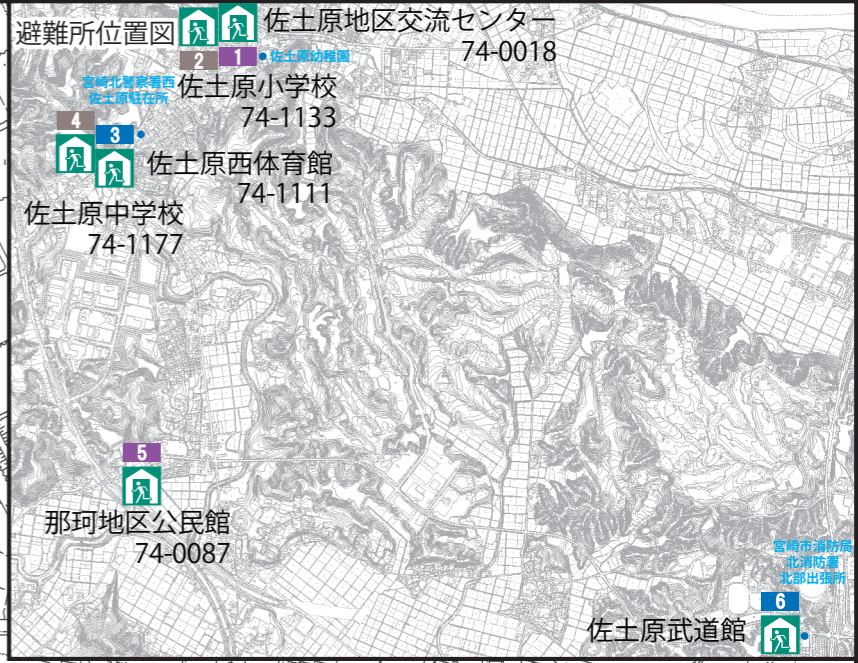 避難所位置図
佐土原地区交流センター
74-0018
2
1
佐土原幼稚園
佐土原小学校
74-1133
宮崎北警察署西
佐土原駐在所
4
3
佐土原西体育館
74-1111
佐土原中学校
74-1177
5
那珂地区公民館
74-0087
宮崎市消防局
北消防署
北部出張所
6
佐土原武道館